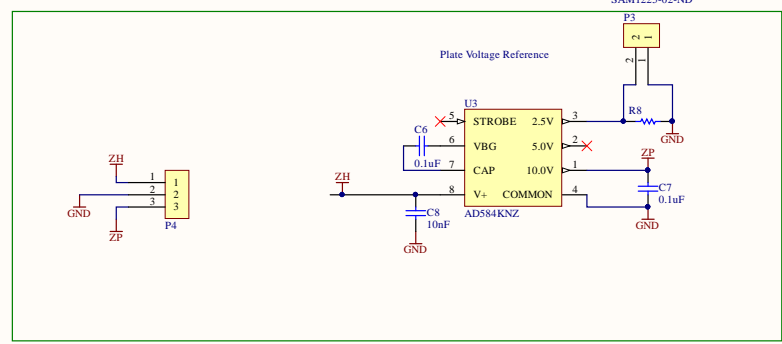 SAM1225-02-ND
P3
2 1
2 1
Plate Voltage Reference
U3
R8
5 STROBE 2.5V 3
GND
C6
6 VBG 5.0V 2
ZP
0.1uF
7 CAP 10.0V 1
ZH
ZH
C7
0.1uF
8 V+ COMMON 4
1 1
2 2
3 3
GND
C8
10nF
AD584KNZ
GND
P4
ZP
GND